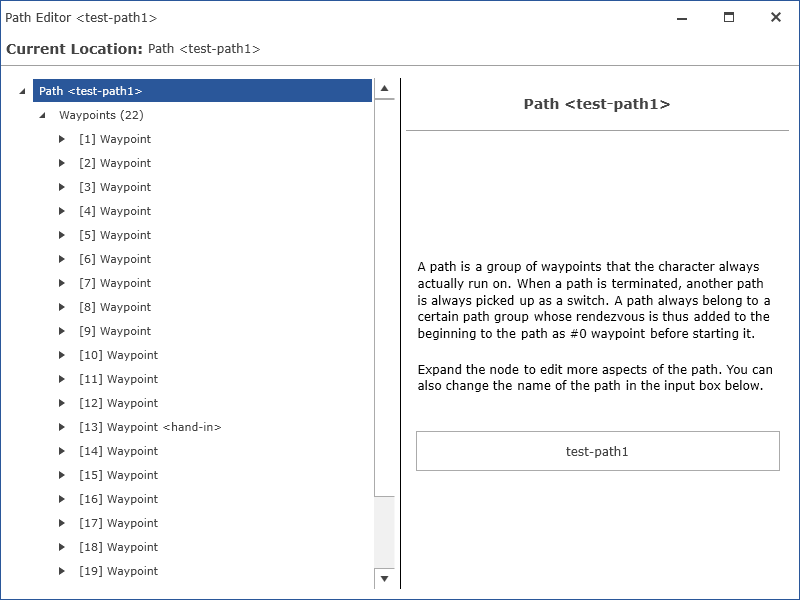 Path Editor <test-path1>
Current Location: Path <test-path1>
Path <test-path1>
Waypoints (22)
[1] Waypoint
[2] Waypoint
[3] Waypoint
[4] Waypoint
[5] Waypoint
[6] Waypoint
[7] Waypoint
[8] Waypoint
[9] Waypoint
[10] Waypoint
[11] Waypoint
[12] Waypoint
[13] Waypoint <hand-in>
[14] Waypoint
[15] Waypoint
[16] Waypoint
[17] Waypoint
[18] Waypoint
[19] Waypoint
Path <test-path1>
A path is a group of waypoints that the character always
actually run on. When a path is terminated, another path
is always picked up as a switch. A path always belong to a
certain path group whose rendezvous is thus added to the
beginning to the path as #0 waypoint before starting it.
Expand the node to edit more aspects of the path. You can
also change the name of the path in the input box below.
test-path1